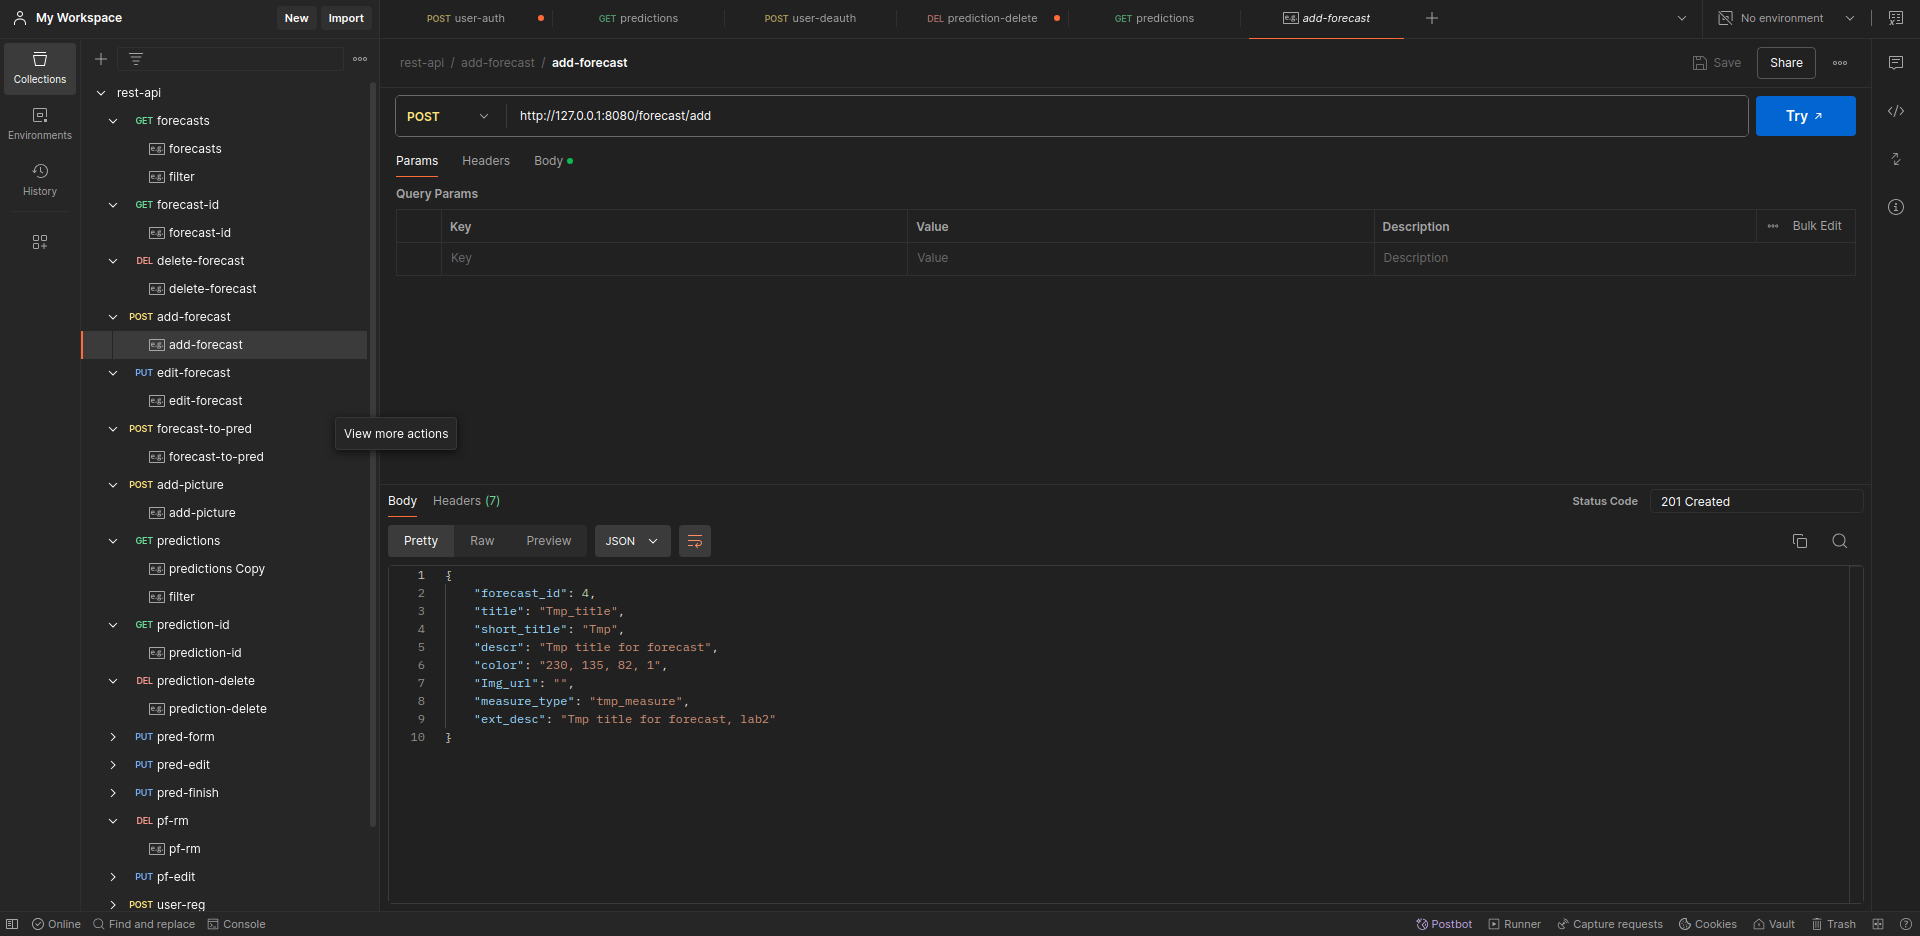 My Workspace
New
Import
POST user-auth
GET predictions
POST user-deauth
DEL prediction-delete
GET predictions
e.g. add-forecast
No environment
Collections
Environments
History
rest-api
GET forecasts
e.g. forecasts
e.g. filter
GET forecast-id
e.g. forecast-id
DEL delete-forecast
e.g. delete-forecast
POST add-forecast
e.g. add-forecast
PUT edit-forecast
e.g. edit-forecast
POST forecast-to-pred
e.g. forecast-to-pred
POST add-picture
e.g. add-picture
GET predictions
e.g. predictions Copy
e.g. filter
GET prediction-id
e.g. prediction-id
DEL prediction-delete
e.g. prediction-delete
PUT pred-form
PUT pred-edit
PUT pred-finish
DEL pf-rm
e.g. pf-rm
PUT pf-edit
POST user-reg
View more actions
rest-api / add-forecast / add-forecast
Save
Share
POST
http://127.0.0.1:8080/forecast/add
Try
Params Headers Body
Query Params
Key Value Description Bulk Edit
Key Value Description
Body Headers (7)
Status Code 201 Created
Pretty Raw Preview JSON
1 {
2 "forecast_id": 4,
3 "title": "Tmp_title",
4 "short_title": "Tmp",
5 "descr": "Tmp title for forecast",
6 "color": "230, 135, 82, 1",
7 "Img_url": "",
8 "measure_type": "tmp_measure",
9 "ext_desc": "Tmp title for forecast, lab2"
10 }
Online Find and replace Console
Postbot Runner Capture requests Cookies Vault Trash